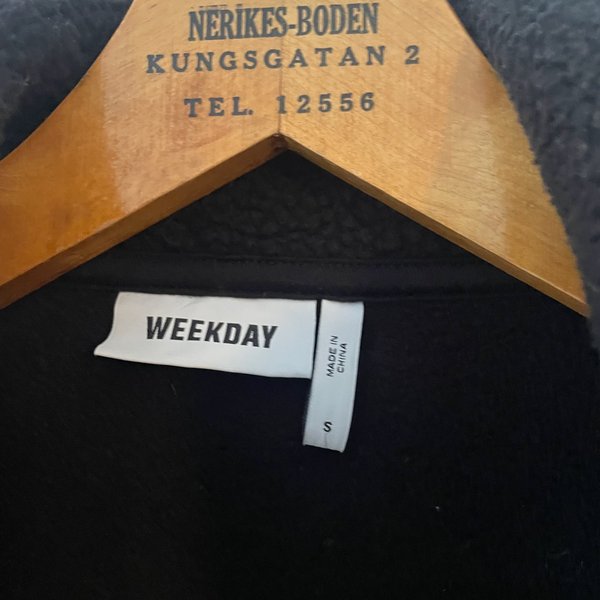 NERIKES-BODEN
KUNGSGATAN 2
TEL. 12556
WEEKDAY
MADE IN
CHINA
S